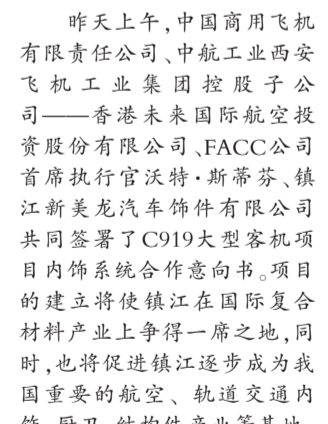 昨天上午,中国商用飞机
有限责任公司、中航工业西安
飞机工业集团控股子公
司——香港未来国际航空投
资股份有限公司、FACC公司
首席执行官沃特·斯蒂芬、镇
江新美龙汽车饰件有限公司
共同签署了C919大型客机项
目内饰系统合作意向书。项目
的建立将使镇江在国际复合
材料产业上争得一席之地,同
时,也将促进镇江逐步成为我
国重要的航空、轨道交通内